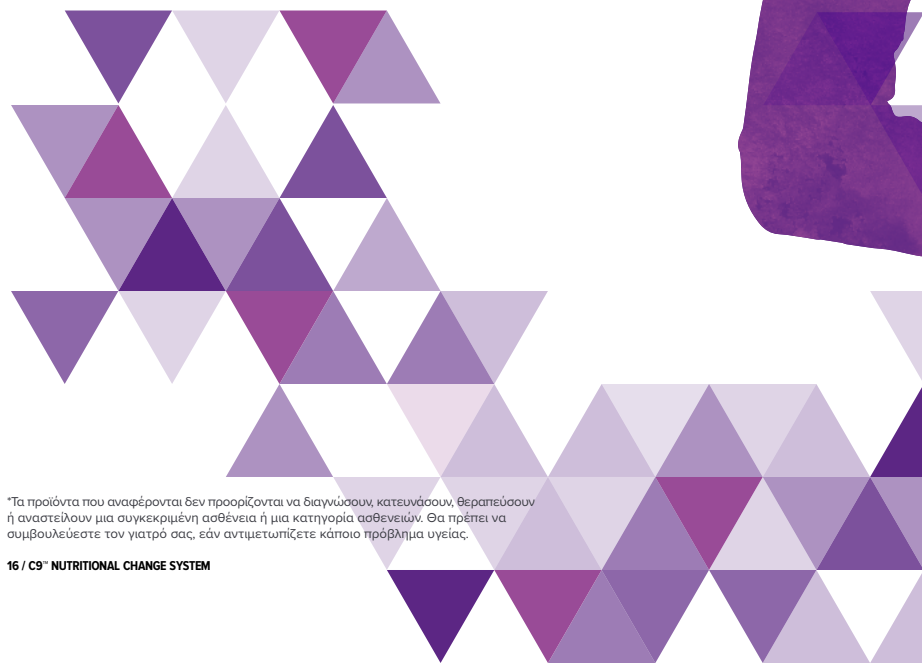 *Τα προϊόντα που αναφέρονται δεν προορίζονται να διαγνώσουν, κατευνάσουν, θεραπεύσουν
ή αναστείλουν μια συγκεκριμένη ασθένεια ή μια κατηγορία ασθενειών. Θα πρέπει να
συμβουλεύεστε τον γιατρό σας, εάν αντιμετωπίζετε κάποιο πρόβλημα υγείας.
16 / C9™ NUTRITIONAL CHANGE SYSTEM